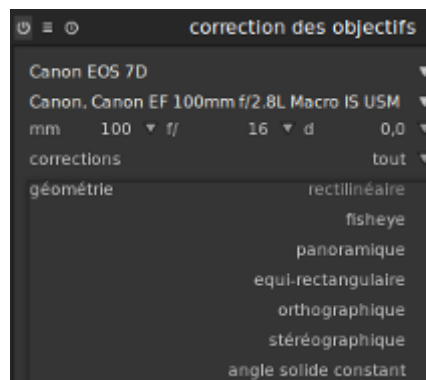 correction des objectifs
Canon EOS 7D
Canon, Canon EF 100mm f/2.8L Macro IS USM
mm 100 f/ 16 d 0,0
corrections tout
géométrie rectilinéaire
fisheye
panoramique
equi-rectangulaire
orthographique
stéréographique
angle solide constant